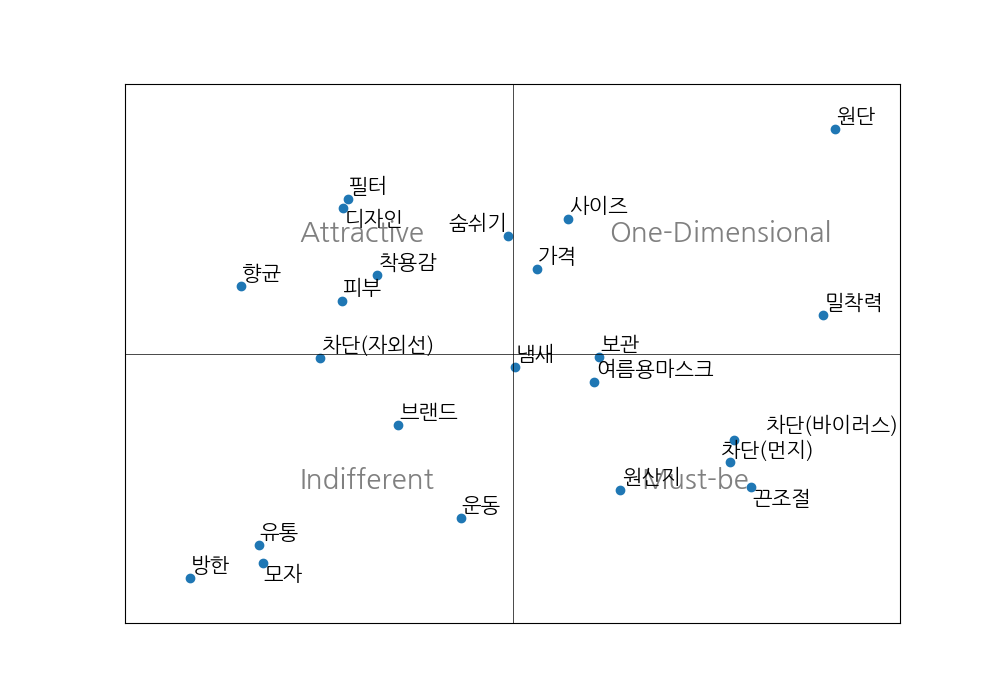 원단
필터
사이즈
디자인
숨쉬기
Attractive
One-Dimensional
가격
착용감
향균
피부
밀착력
차단(자외선)
보관
냄새
여름용마스크
브랜드
차단(바이러스)
차단(먼지)
원산지
Indifferent
Must-be
끈조절
운동
유통
방한
모자